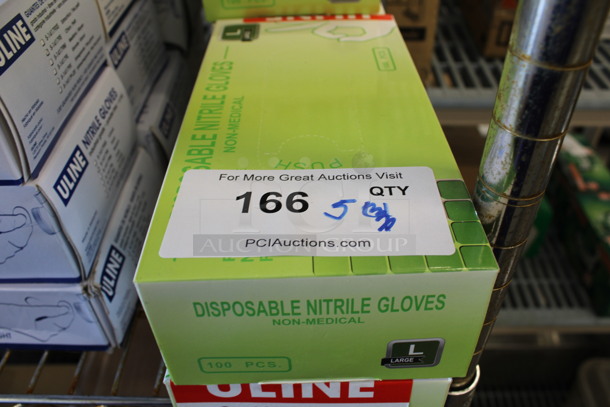 ULINE
L
DISPOSABLE NITRILE GLOVES
NON-MEDICAL
PUSH
For More Great Auctions Visit
166 QTY 5
PCIAuctions.com
DISPOSABLE NITRILE GLOVES
NON-MEDICAL
100 PCS.
L
LARGE
ULINE
ULINE
ULINE NITRILE GLOVES
ULINE